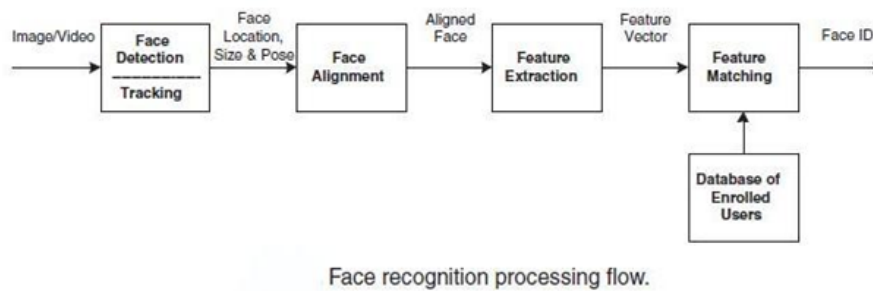 Image/Video
Face
Detection
Tracking
Face
Location,
Size & Pose
Face
Alignment
Aligned
Face
Feature
Extraction
Feature
Vector
Feature
Matching
Face ID
Database of
Enrolled
Users
Face recognition processing flow.